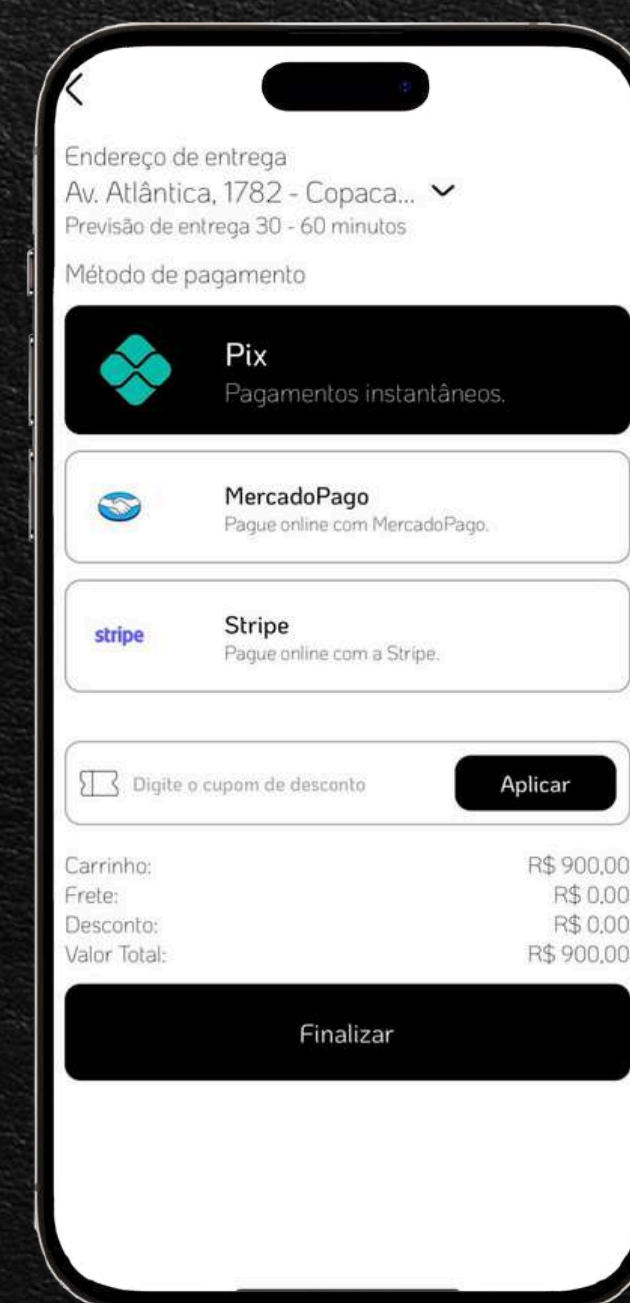 Endereço de entrega
Av. Atlântica, 1782 - Copaca...
Previsão de entrega 30 - 60 minutos
Método de pagamento
Pix
Pagamentos instantâneos.
MercadoPago
Pague online com MercadoPago.
stripe
Stripe
Pague online com a Stripe.
Digite o cupom de desconto
Aplicar
Carrinho: R$ 900,00
Frete: R$ 0,00
Desconto: R$ 0,00
Valor Total: R$ 900,00
Finalizar